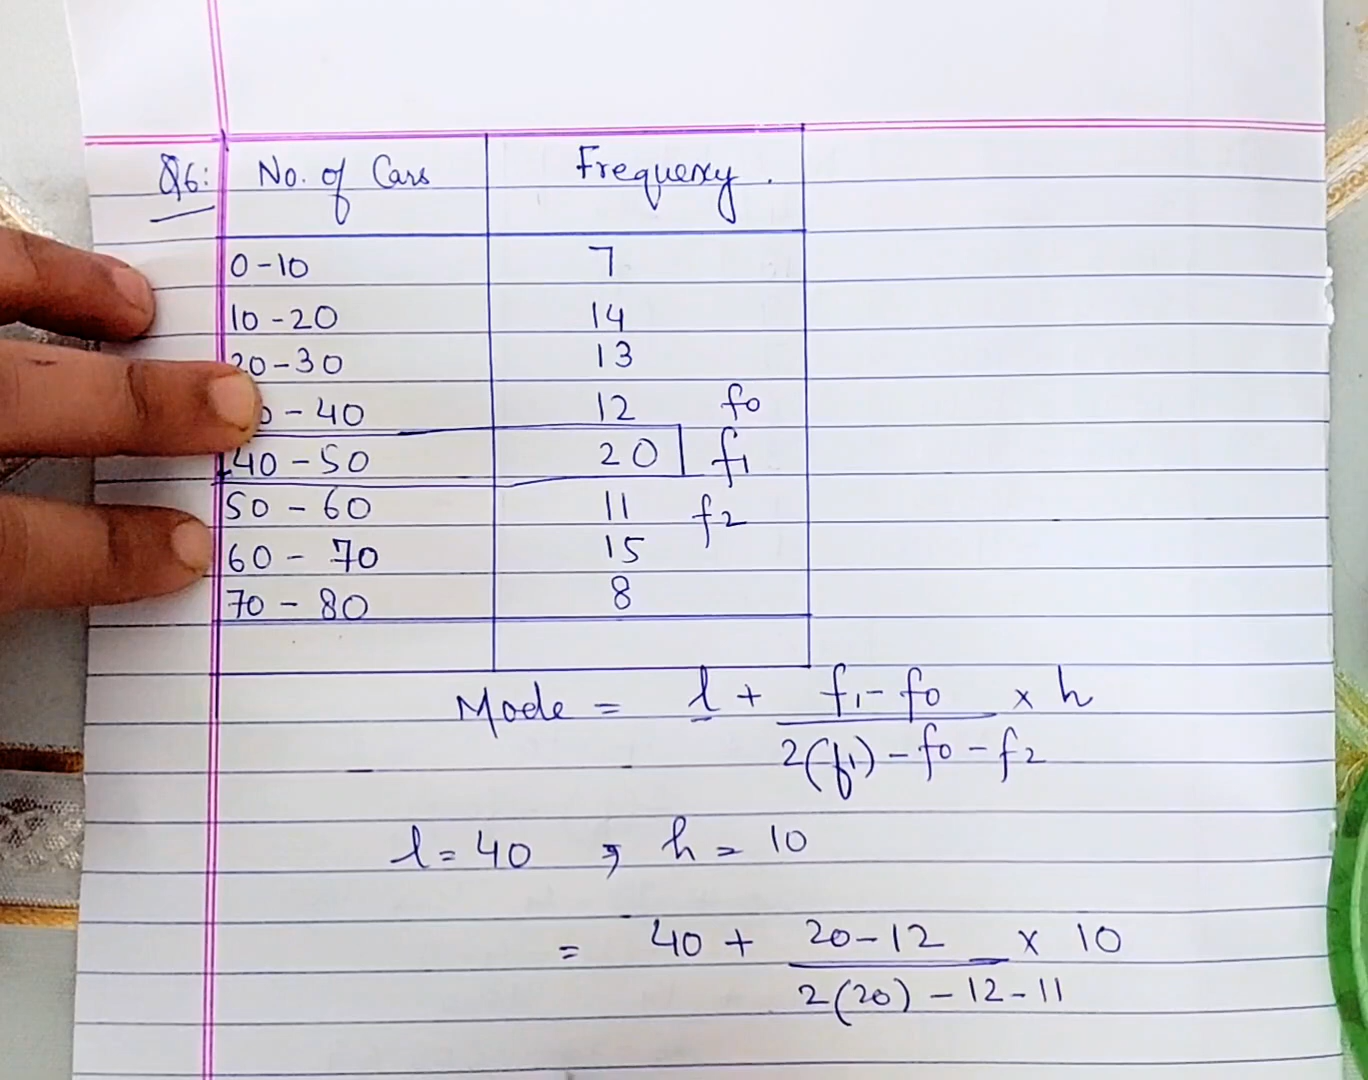 Q6: No. of Cars Frequency.
0-10 7
10-20 14
20-30 13
0-40 12 f0
40-50 20 f1
50-60 11 f2
60-70 15
70-80 8
Mode = l + f1-f0 x h
2(f1)-f0-f2
l=40 , h=10
= 40 + 20-12 x 10
2(20)-12-11